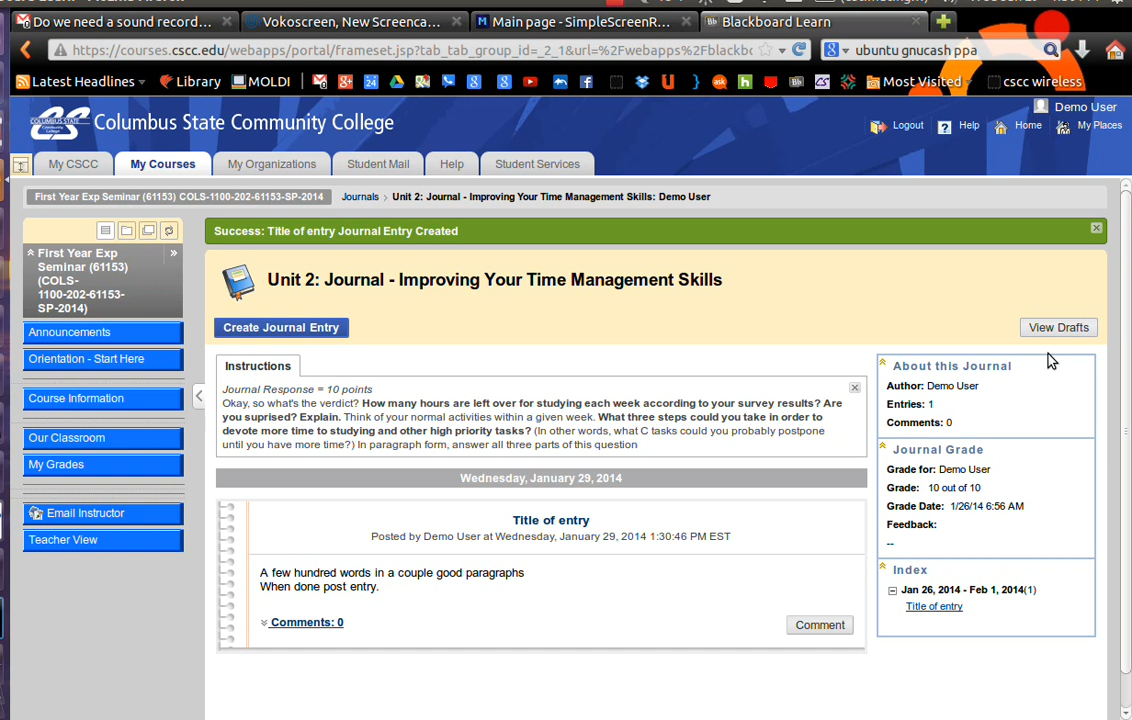 Do we need a sound record...
Vokoscreen, New Screenca...
Main page - SimpleScreenR...
Bb Blackboard Learn
https://courses.cscc.edu/webapps/portal/frameset.jsp?tab_tab_group_id=_2_1&url=%2Fwebapps%2Fblackbo
ubuntu gnucash ppa
Latest Headlines
Library
MOLDI
Most Visited
cscc wireless
Columbus State Community College
Demo User
Logout
Help
Home
My Places
My CSCC
My Courses
My Organizations
Student Mail
Help
Student Services
First Year Exp Seminar (61153) COLS-1100-202-61153-SP-2014
Journals > Unit 2: Journal - Improving Your Time Management Skills: Demo User
First Year Exp
Seminar (61153)
(COLS-
1100-202-61153-
SP-2014)
Announcements
Orientation - Start Here
Course Information
Our Classroom
My Grades
Email Instructor
Teacher View
Success: Title of entry Journal Entry Created
Unit 2: Journal - Improving Your Time Management Skills
Create Journal Entry
View Drafts
Instructions
Journal Response = 10 points
Okay, so what's the verdict? How many hours are left over for studying each week according to your survey results? Are
you suprised? Explain. Think of your normal activities within a given week. What three steps could you take in order to
devote more time to studying and other high priority tasks? (In other words, what C tasks could you probably postpone
until you have more time?) In paragraph form, answer all three parts of this question
Wednesday, January 29, 2014
Title of entry
Posted by Demo User at Wednesday, January 29, 2014 1:30:46 PM EST
A few hundred words in a couple good paragraphs
When done post entry.
Comments: 0
Comment
About this Journal
Author: Demo User
Entries: 1
Comments: 0
Journal Grade
Grade for: Demo User
Grade: 10 out of 10
Grade Date: 1/26/14 6:56 AM
Feedback:
--
Index
Jan 26, 2014 - Feb 1, 2014(1)
Title of entry